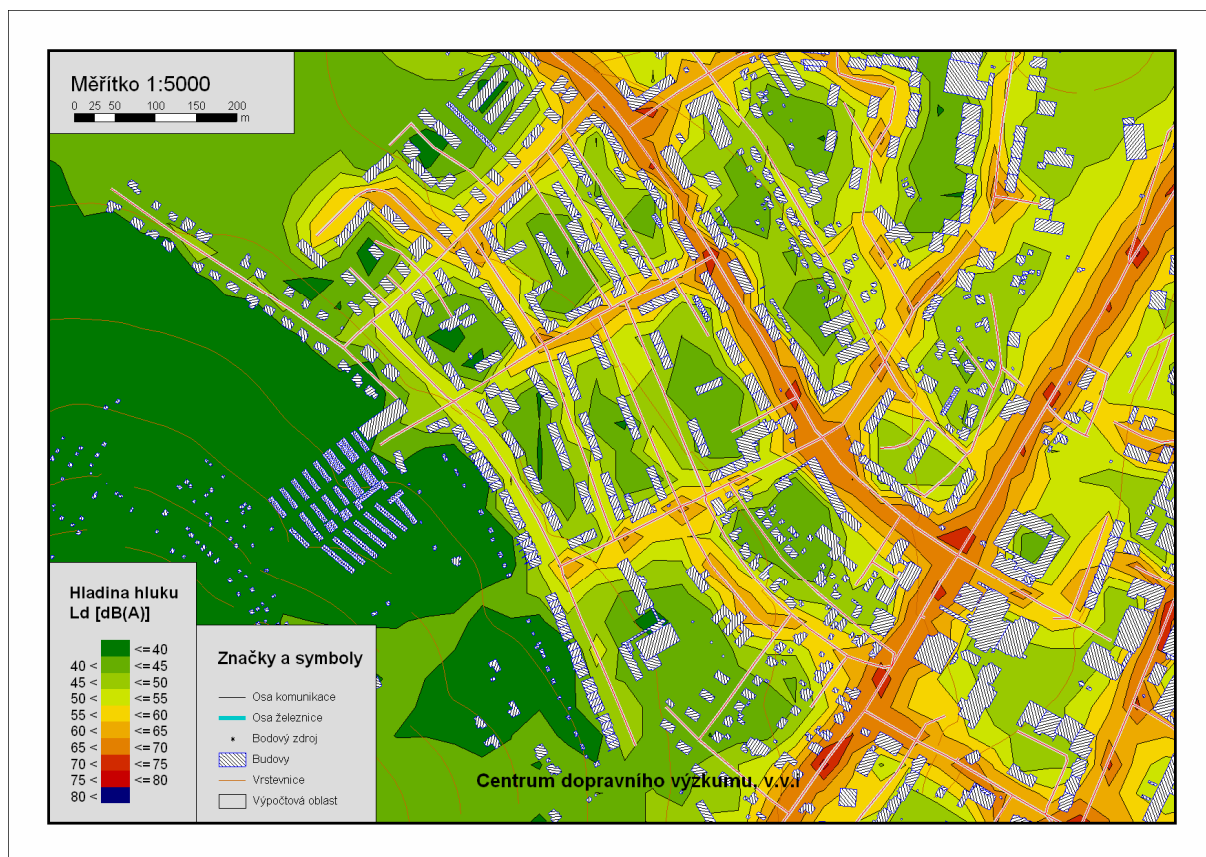 Měřítko 1:5000
0 25 50 100 150 200
m
Hladina hluku
Ld [dB(A)]
<=40
40 < <=45
45 < <=50
50 < <=55
55 < <=60
60 < <=65
65 < <=70
70 < <=75
75 < <=80
80 <
Značky a symboly
Osa komunikace
Osa železnice
Bodový zdroj
Budovy
Vrstevnice
Výpočtová oblast
Centrum dopravního výzkumu, v.v.i